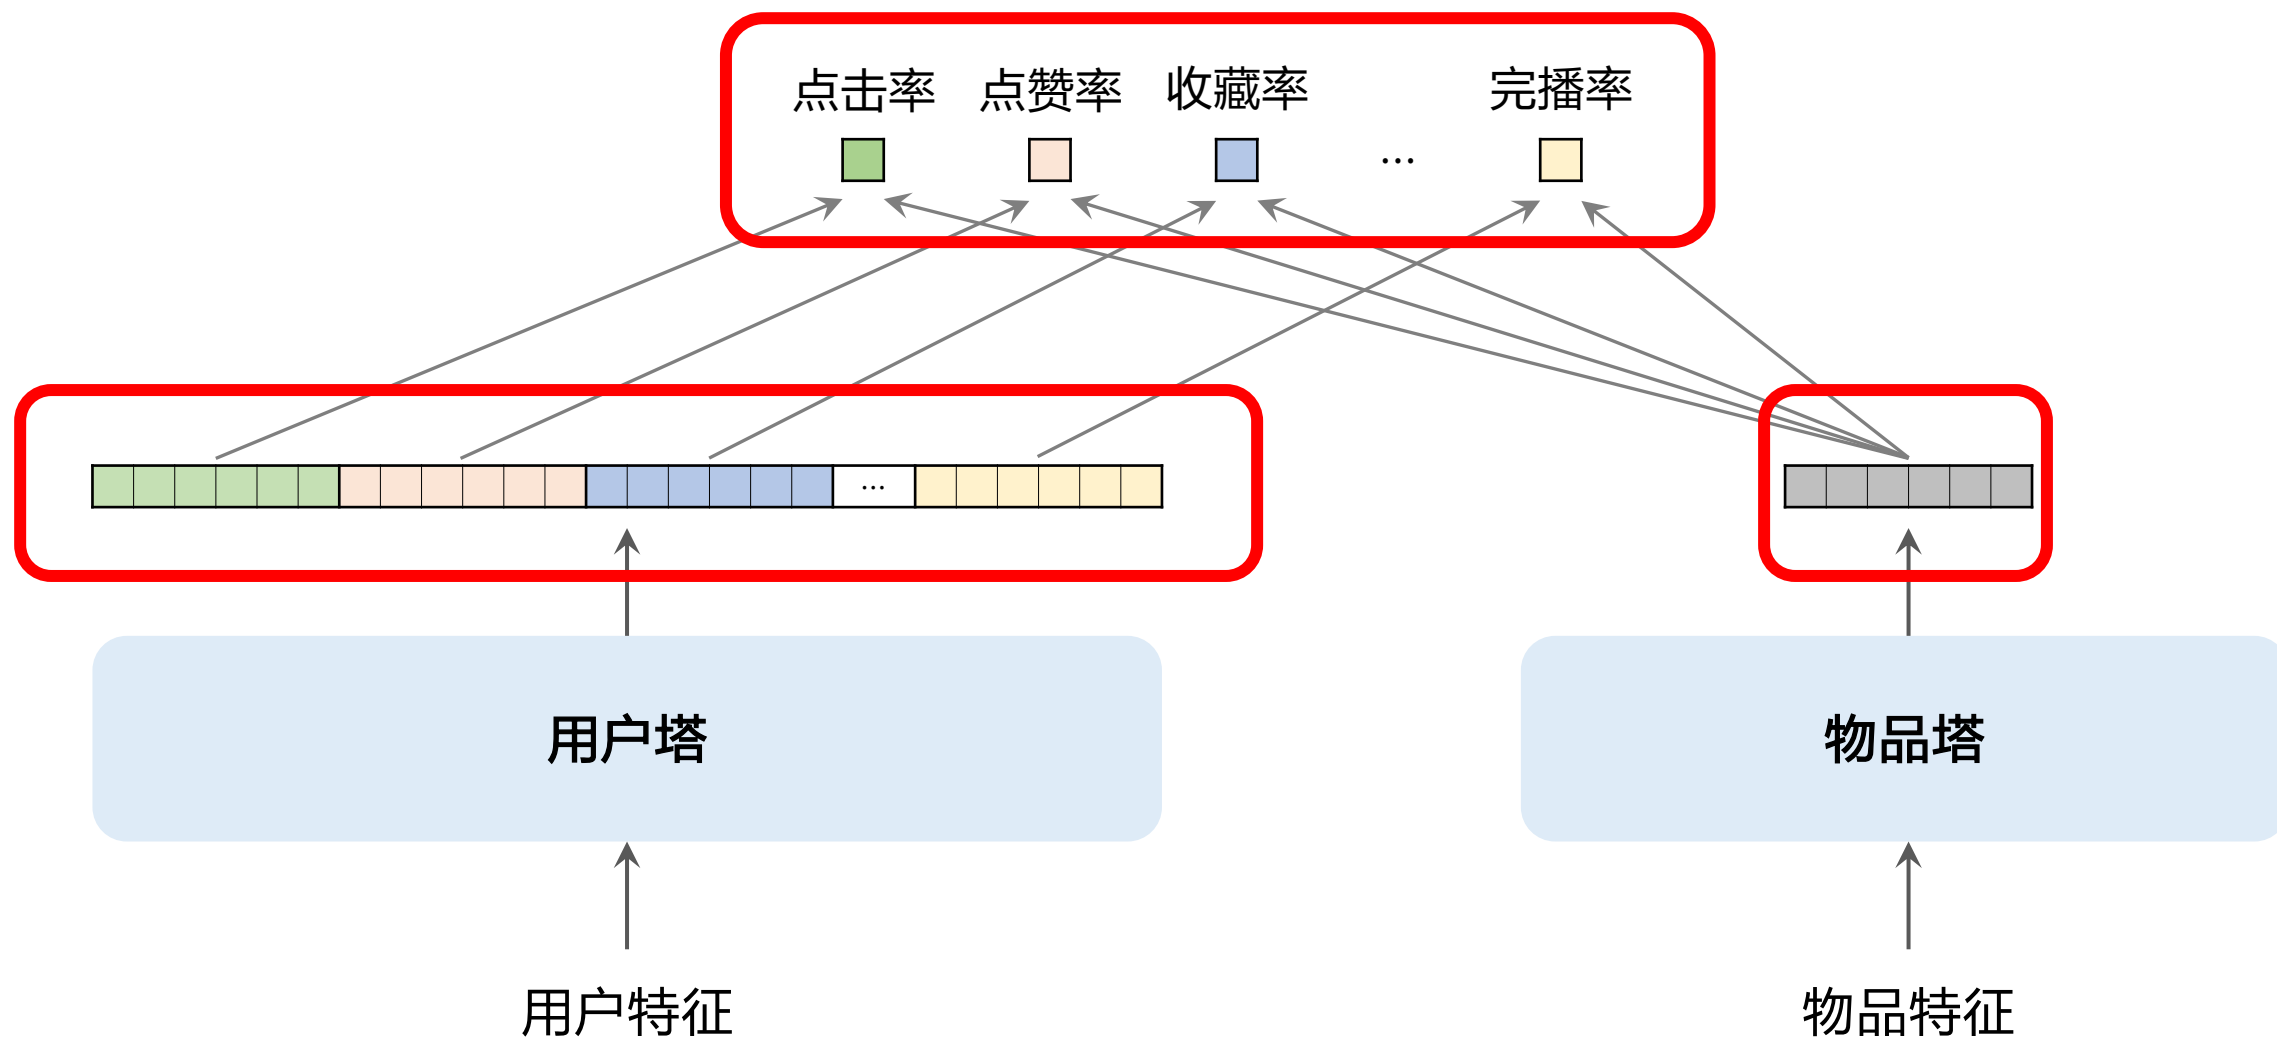 点击率 点赞率 收藏率 完播率
...
...
用户塔 物品塔
用户特征 物品特征